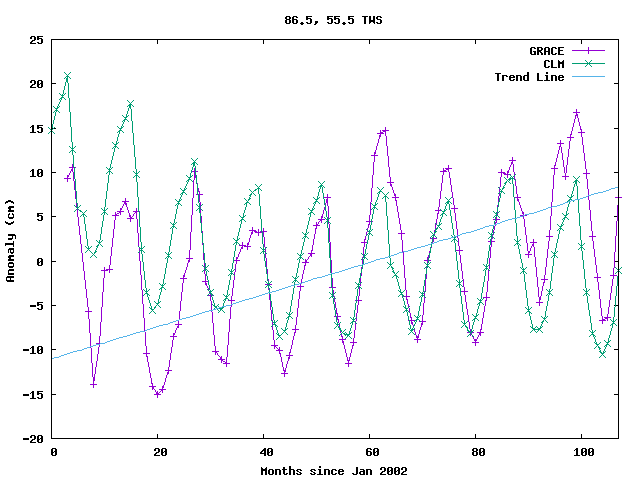 86.5, 55.5 TWS
GRACE
CLM
Trend Line
Anomaly (cm)
25
20
15
10
5
0
-5
-10
-15
-20
0 20 40 60 80 100
Months since Jan 2002